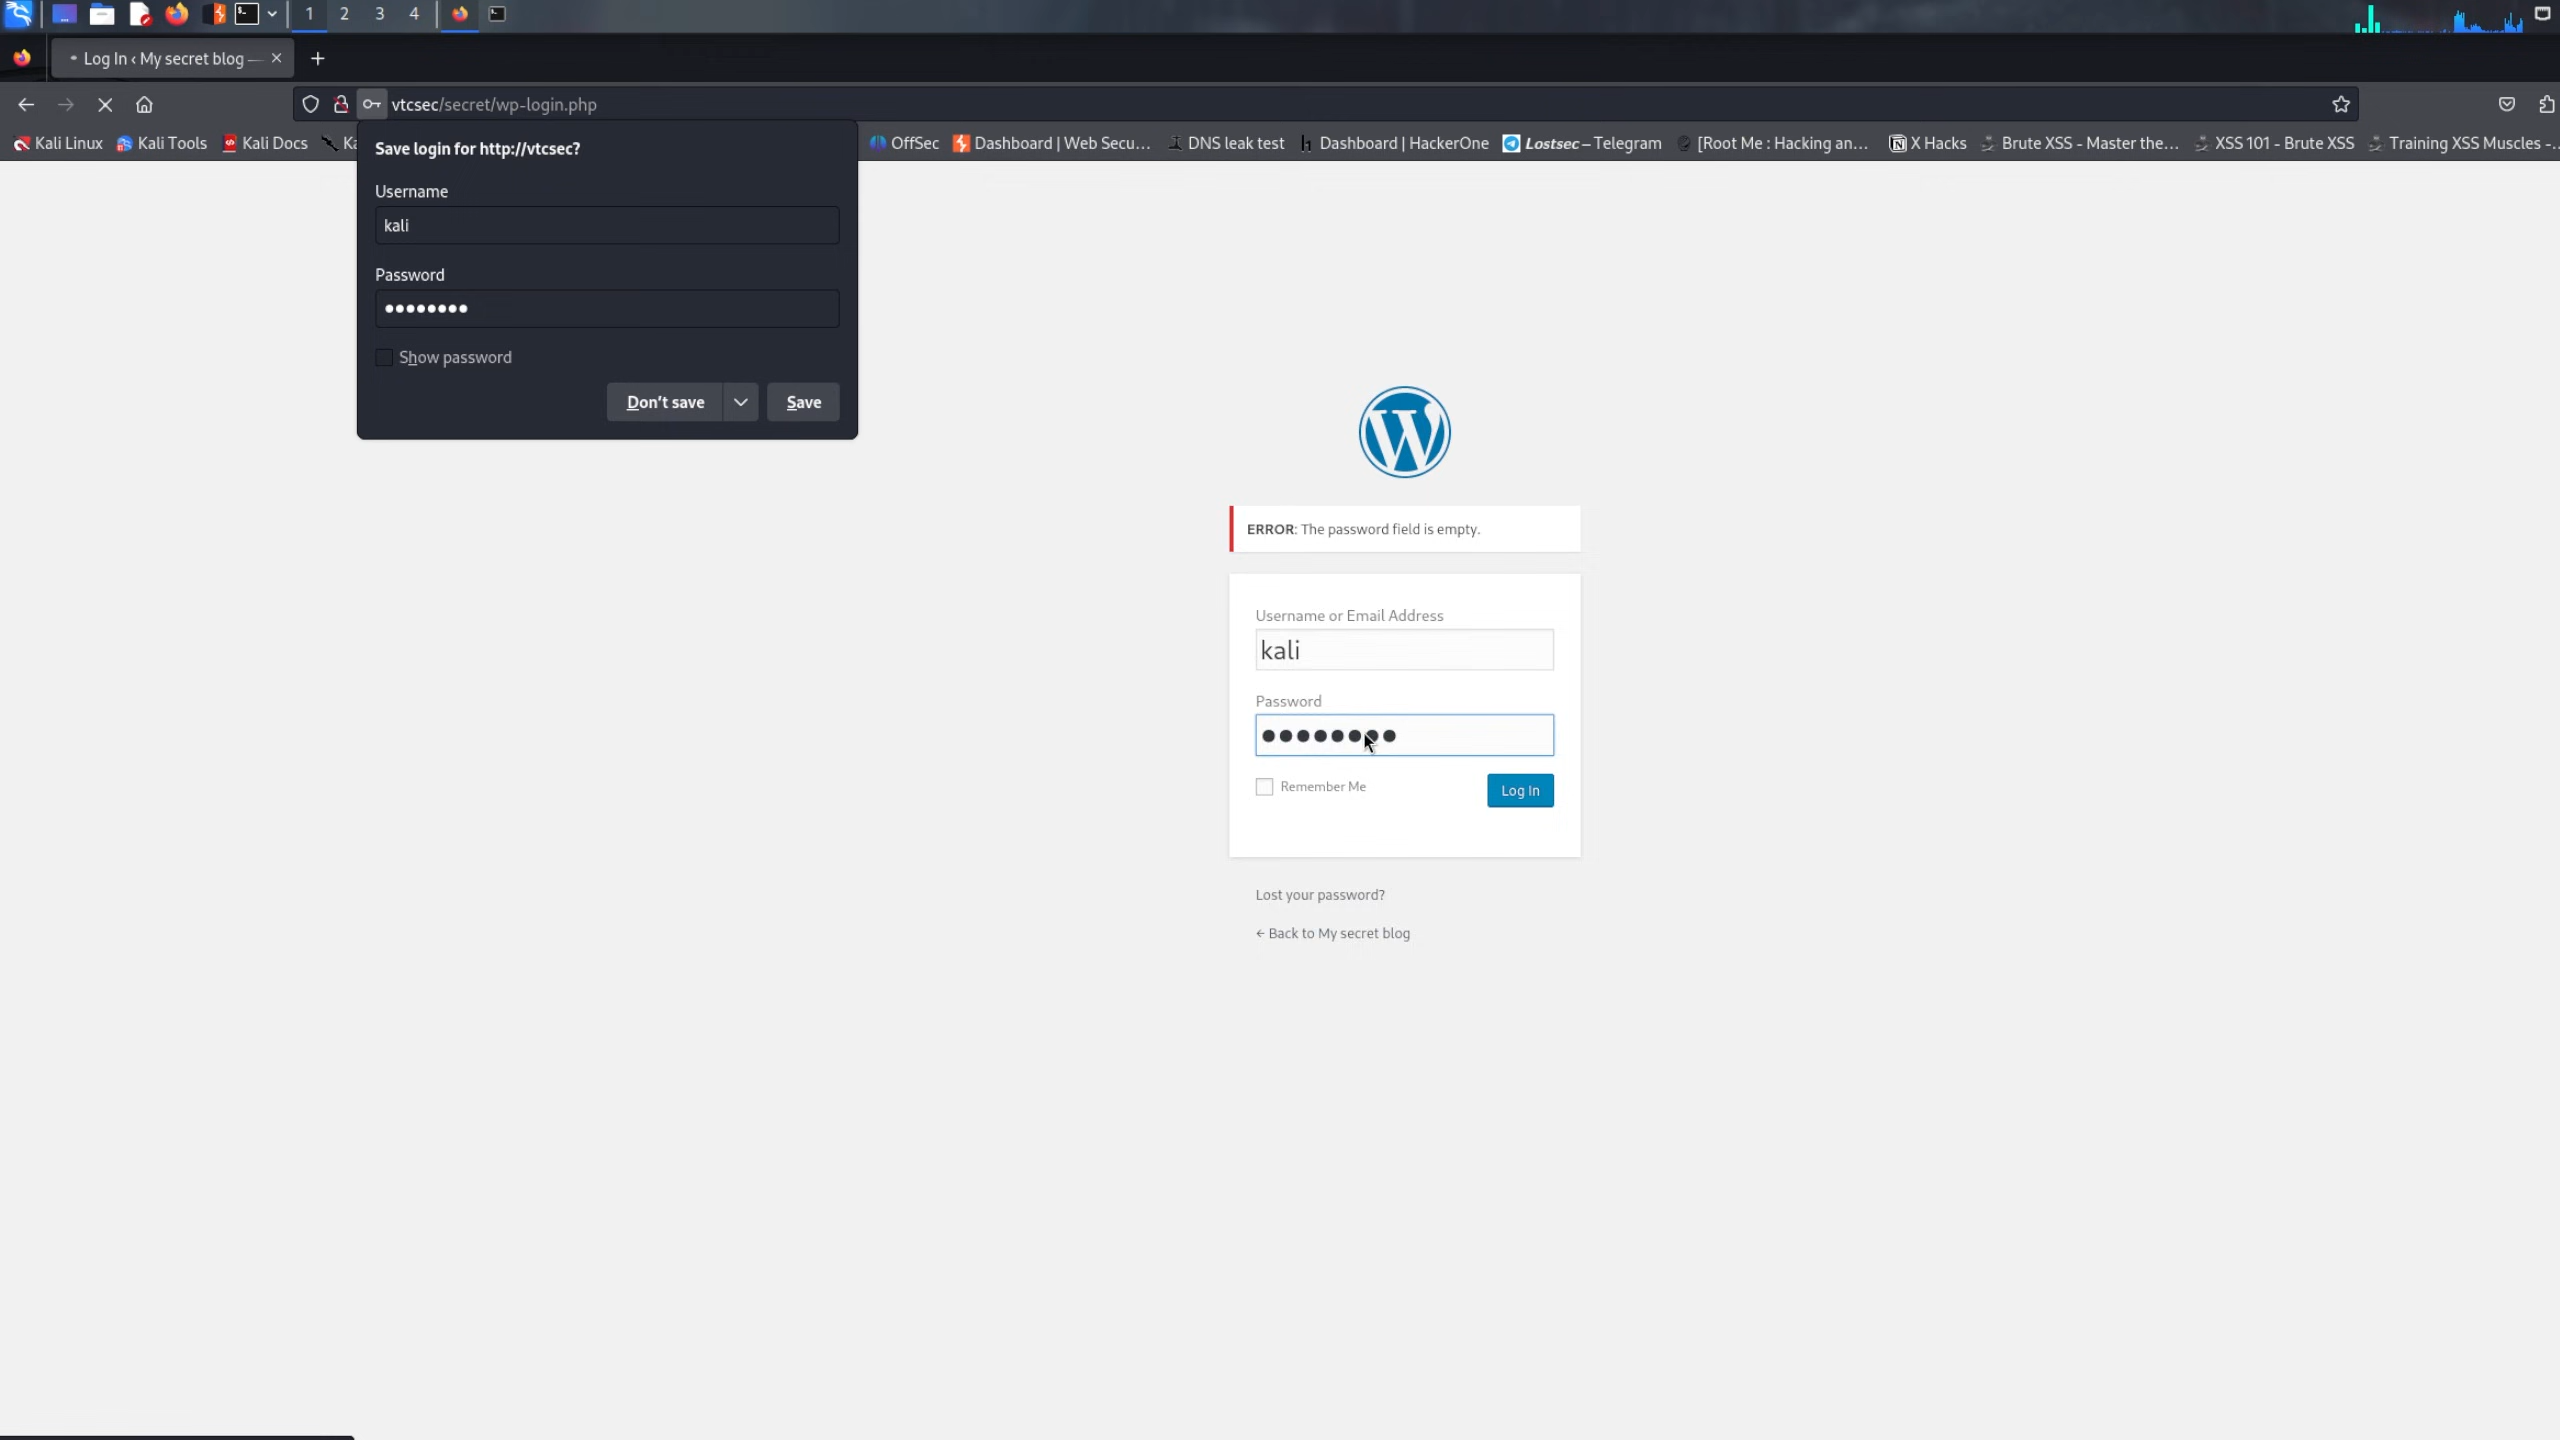 1 2 3 4
Log In ‹ My secret blog —
vtcsec/secret/wp-login.php
Kali Linux Kali Tools Kali Docs Ka OffSec Dashboard | Web Secu... DNS leak test Dashboard | HackerOne Lostsec – Telegram [Root Me : Hacking an... X Hacks Brute XSS - Master the... XSS 101 - Brute XSS Training XSS Muscles -...
Save login for http://vtcsec?
Username
kali
Password
Show password
Don't save Save
ERROR: The password field is empty.
Username or Email Address
kali
Password
Remember Me Log In
Lost your password?
← Back to My secret blog